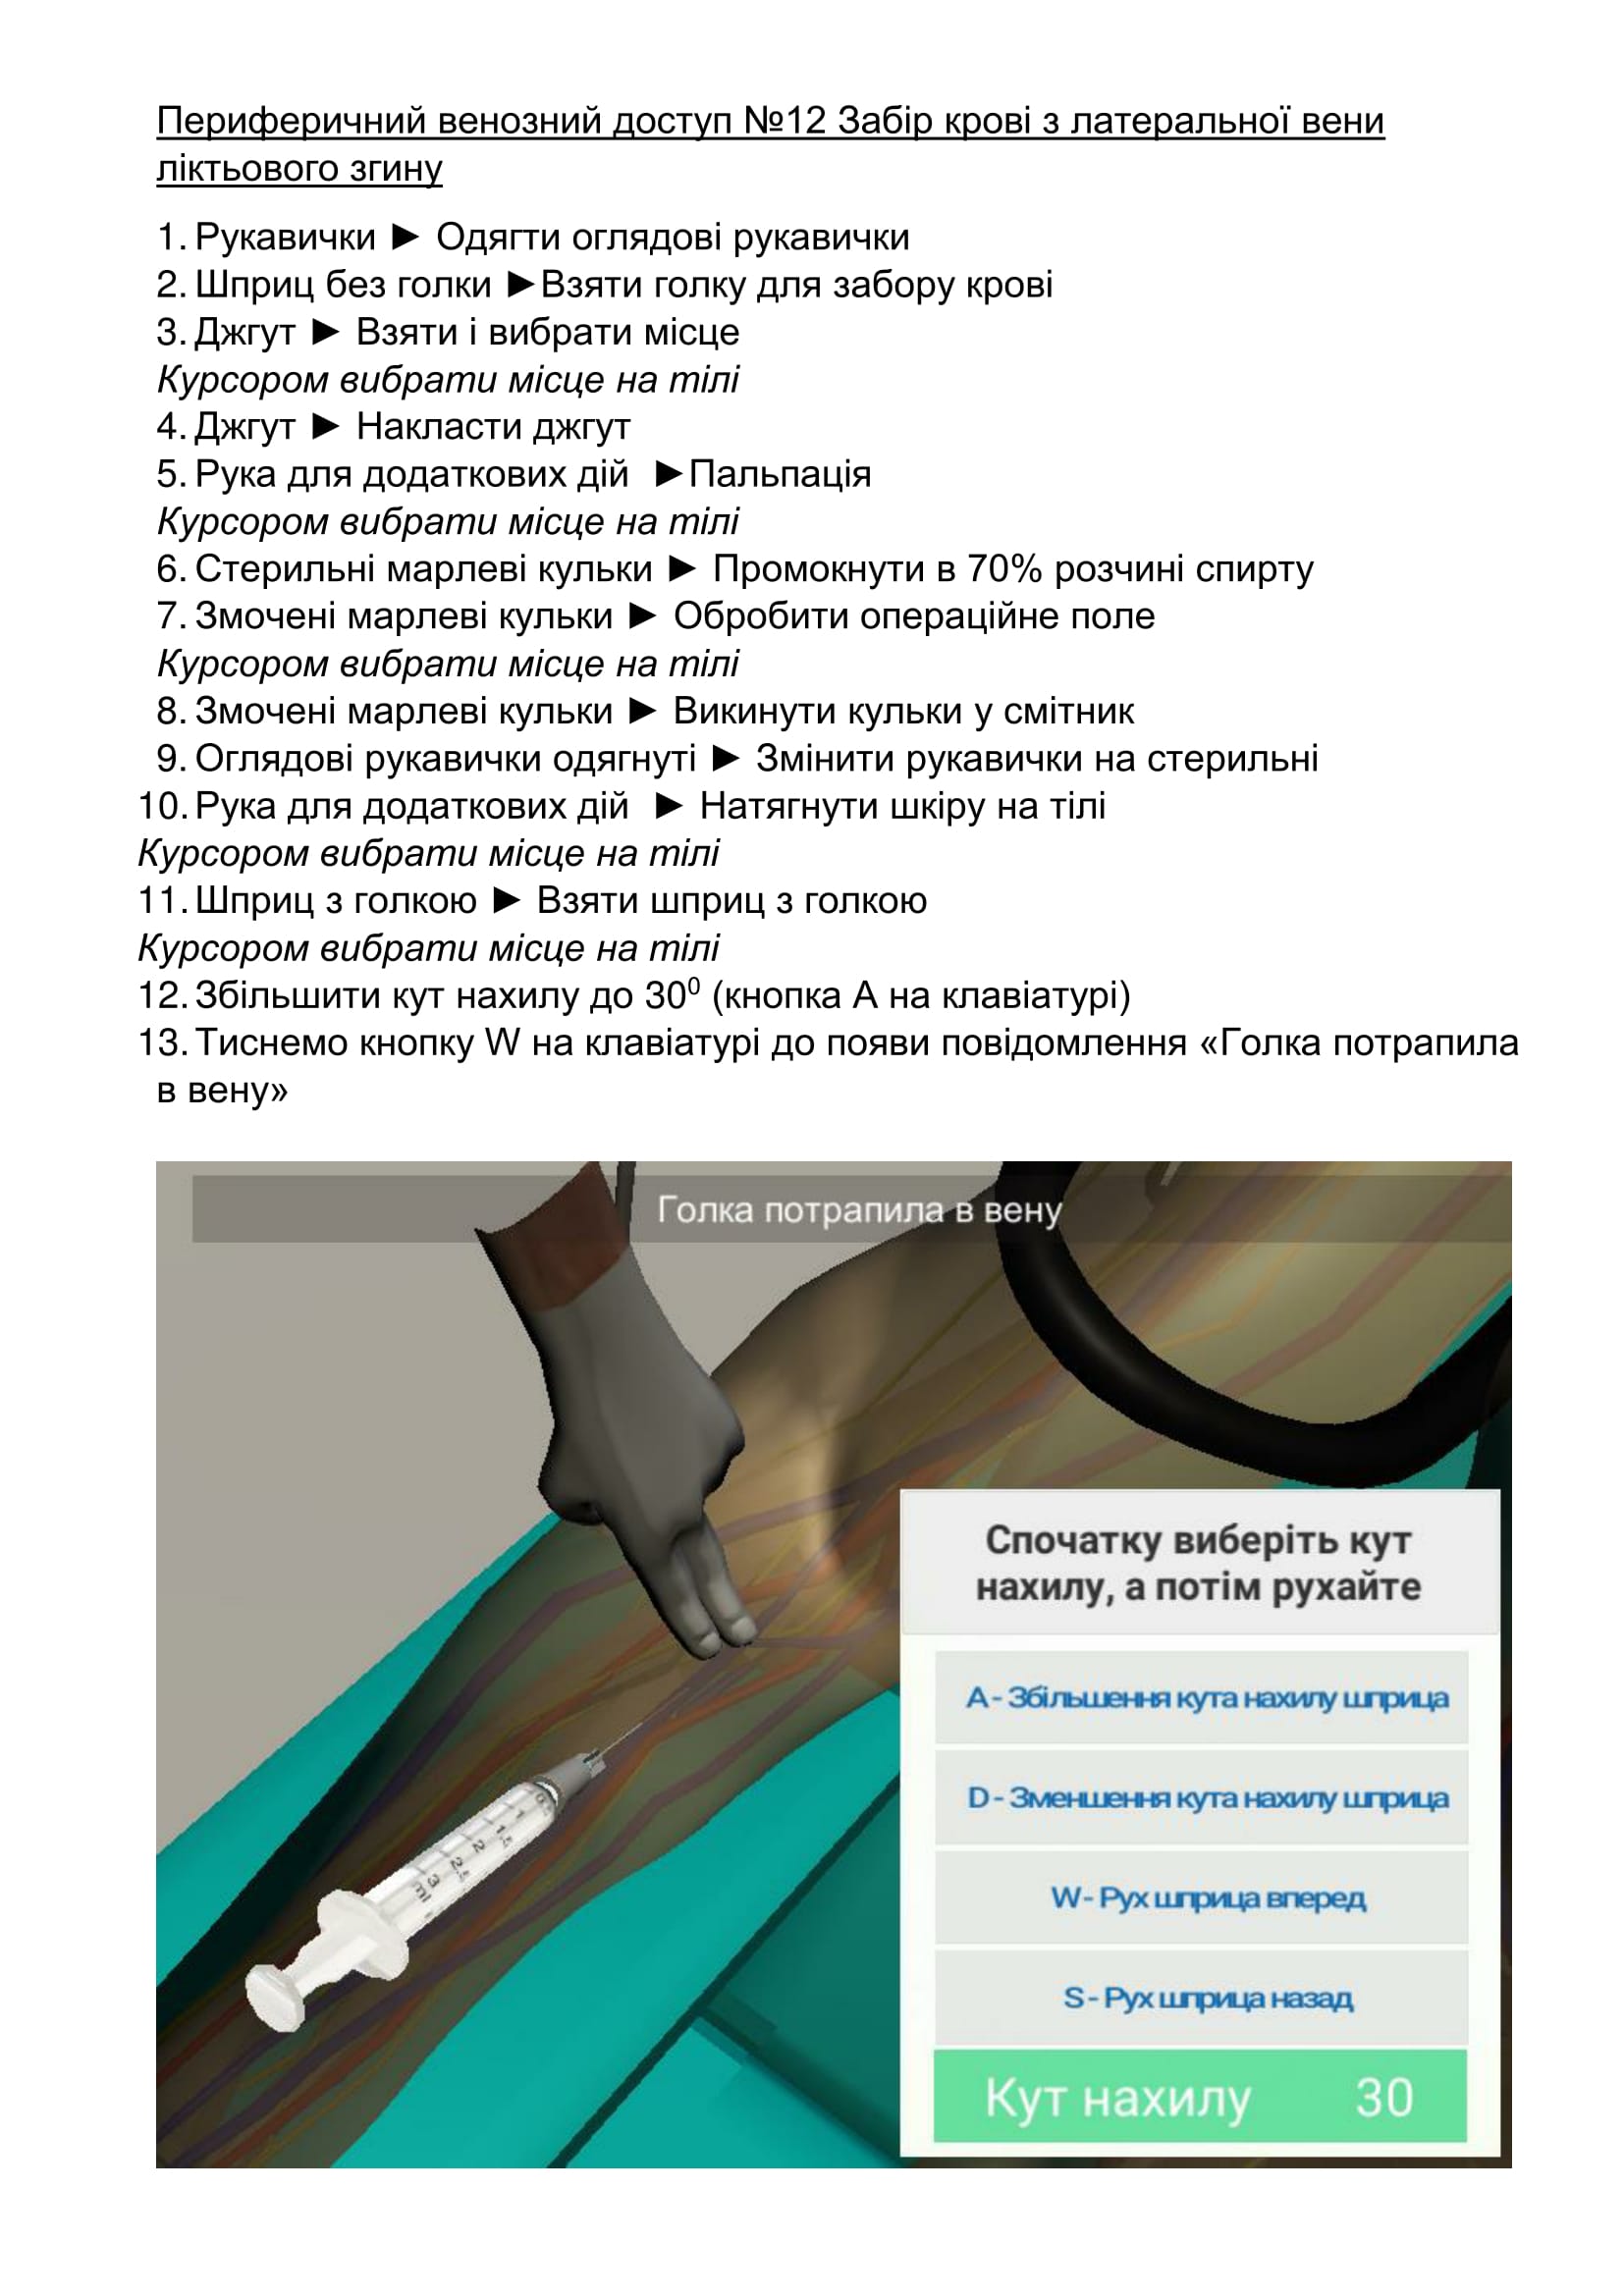 Периферичний венозний доступ №12 Забір крові з латеральної вени
ліктьового згину
1. Рукавички ► Одягти оглядові рукавички
2. Шприц без голки ►Взяти голку для забору крові
3. Джгут ► Взяти і вибрати місце
Курсором вибрати місце на тілі
4. Джгут ► Накласти джгут
5. Рука для додаткових дій ►Пальпація
Курсором вибрати місце на тілі
6. Стерильні марлеві кульки ► Промокнути в 70% розчині спирту
7. Змочені марлеві кульки ► Обробити операційне поле
Курсором вибрати місце на тілі
8. Змочені марлеві кульки ► Викинути кульки у смітник
9. Оглядові рукавички одягнуті ► Змінити рукавички на стерильні
10. Рука для додаткових дій ► Натягнути шкіру на тілі
Курсором вибрати місце на тілі
11. Шприц з голкою ► Взяти шприц з голкою
Курсором вибрати місце на тілі
12. Збільшити кут нахилу до 30⁰ (кнопка А на клавіатурі)
13. Тиснемо кнопку W на клавіатурі до появи повідомлення «Голка потрапила
в вену»
Голка потрапила в вену
Спочатку виберіть кут
нахилу, а потім рухайте
A - Збільшення кута нахилу шприца
D - Зменшення кута нахилу шприца
W - Рух шприца вперед
S - Рух шприца назад
Кут нахилу 30
1
1.5
2
2.5
3
ml